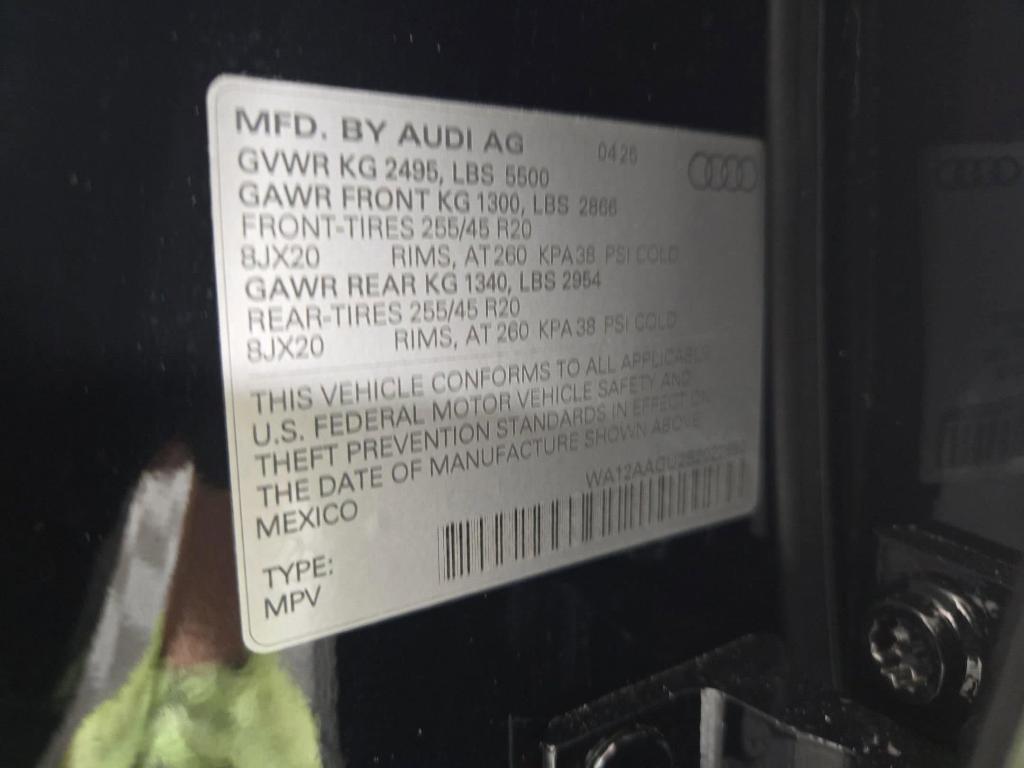 MFD. BY AUDI AG 0425
GVWR KG 2495, LBS 5500
GAWR FRONT KG 1300, LBS 2866
FRONT-TIRES 255/45 R20
8JX20 RIMS, AT 260 KPA 38 PSI COLD
GAWR REAR KG 1340, LBS 2954
REAR-TIRES 255/45 R20
8JX20 RIMS, AT 260 KPA 38 PSI COLD
THIS VEHICLE CONFORMS TO ALL APPLICABLE
U.S. FEDERAL MOTOR VEHICLE SAFETY AND
THEFT PREVENTION STANDARDS IN EFFECT ON
THE DATE OF MANUFACTURE SHOWN ABOVE
MEXICO
TYPE:
MPV